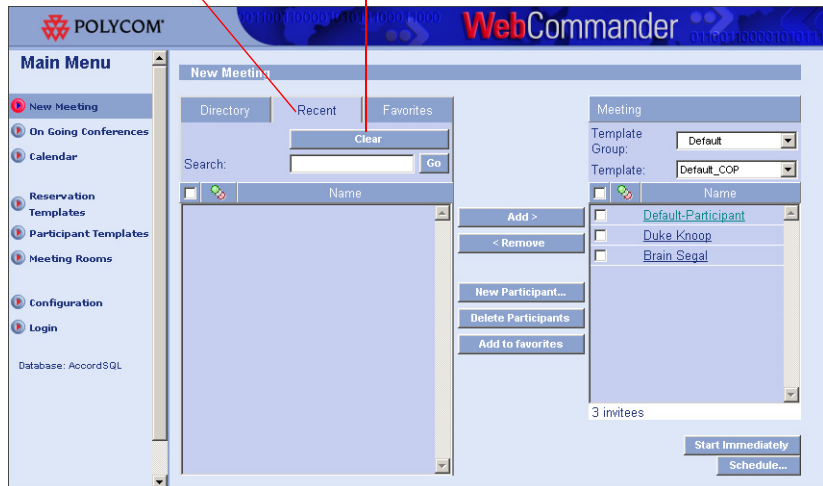 POLYCOM
WebCommander
Main Menu
New Meeting
On Going Conferences
Calendar
Reservation
Templates
Participant Templates
Meeting Rooms
Configuration
Login
Database: AccordSQL
New Meeting
Directory
Recent
Favorites
Clear
Search:
Go
Name
Add >
< Remove
New Participant...
Delete Participants
Add to favorites
Meeting
Template
Group:
Default
Template:
Default_COP
Name
Default-Participant
Duke Knoop
Brain Segal
3 invitees
Start Immediately
Schedule...